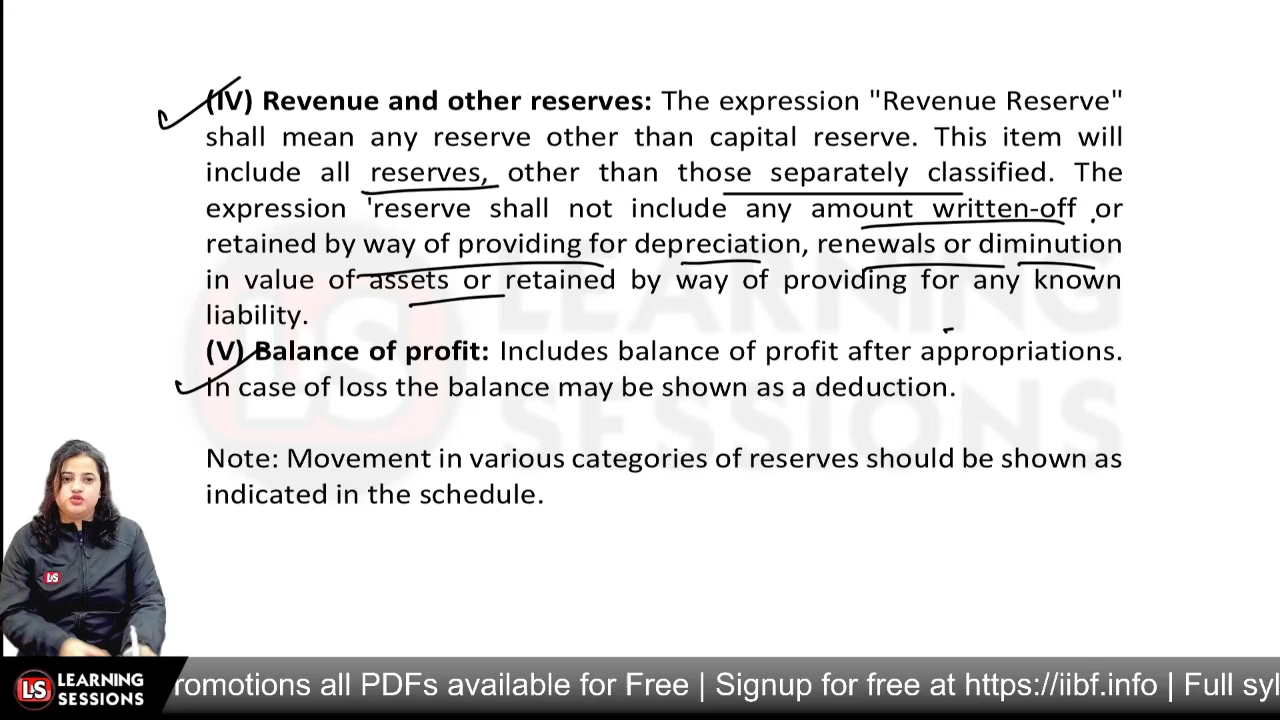 (IV) Revenue and other reserves: The expression "Revenue Reserve"
shall mean any reserve other than capital reserve. This item will
include all reserves, other than those separately classified. The
expression 'reserve shall not include any amount written-off or
retained by way of providing for depreciation, renewals or diminution
in value of assets or retained by way of providing for any known
liability.
(V) Balance of profit: Includes balance of profit after appropriations.
In case of loss the balance may be shown as a deduction.
Note: Movement in various categories of reserves should be shown as
indicated in the schedule.
LS LEARNING
SESSIONS
LS
LS LEARNING
SESSIONS
romotions all PDFs available for Free | Signup for free at https://iibf.info | Full syl